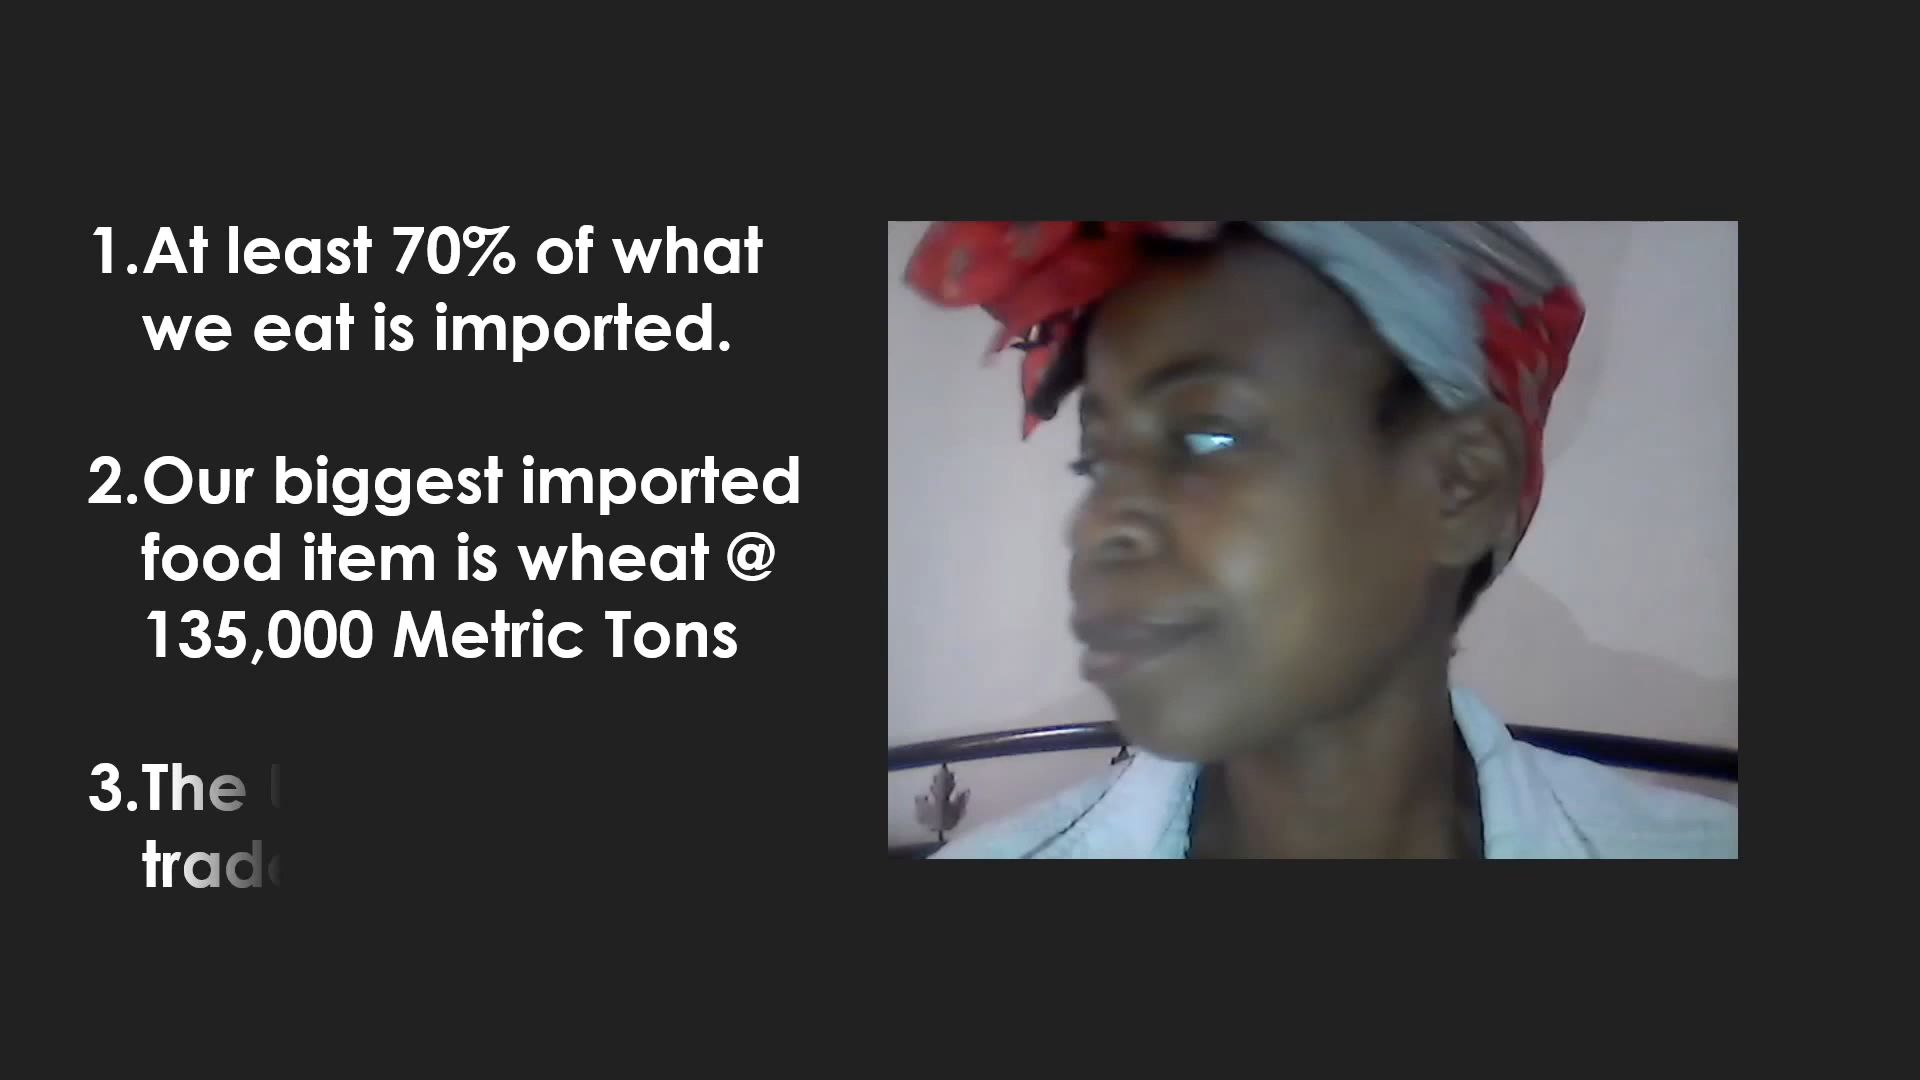 1.At least 70% of what
we eat is imported.
2.Our biggest imported
food item is wheat @
135,000 Metric Tons
3.The